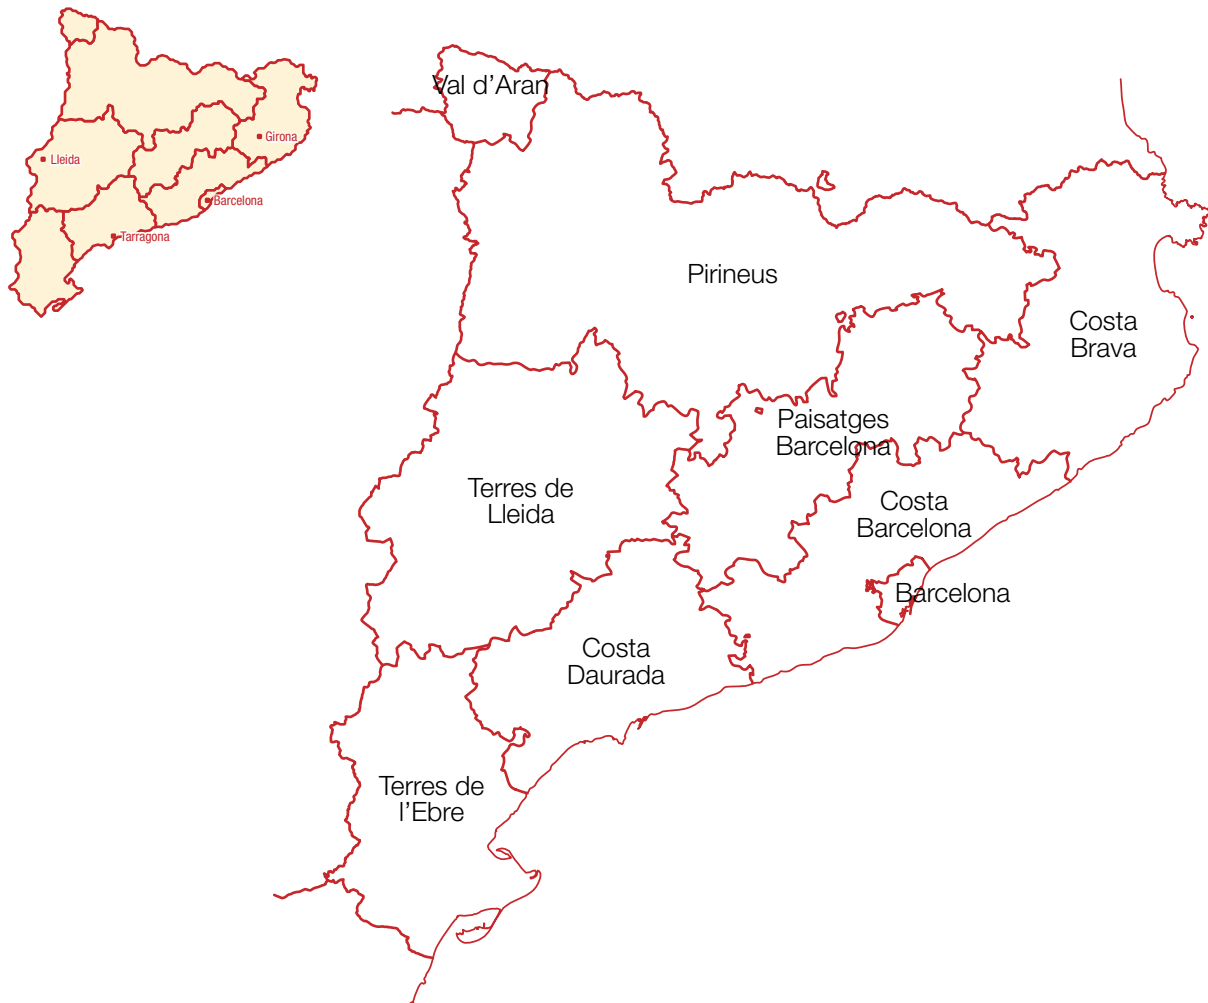 Lleida
Girona
Barcelona
Tarragona
Val d'Aran
Pirineus
Costa
Brava
Paisatges
Barcelona
Terres de
Lleida
Costa
Barcelona
Barcelona
Costa
Daurada
Terres de
l'Ebre